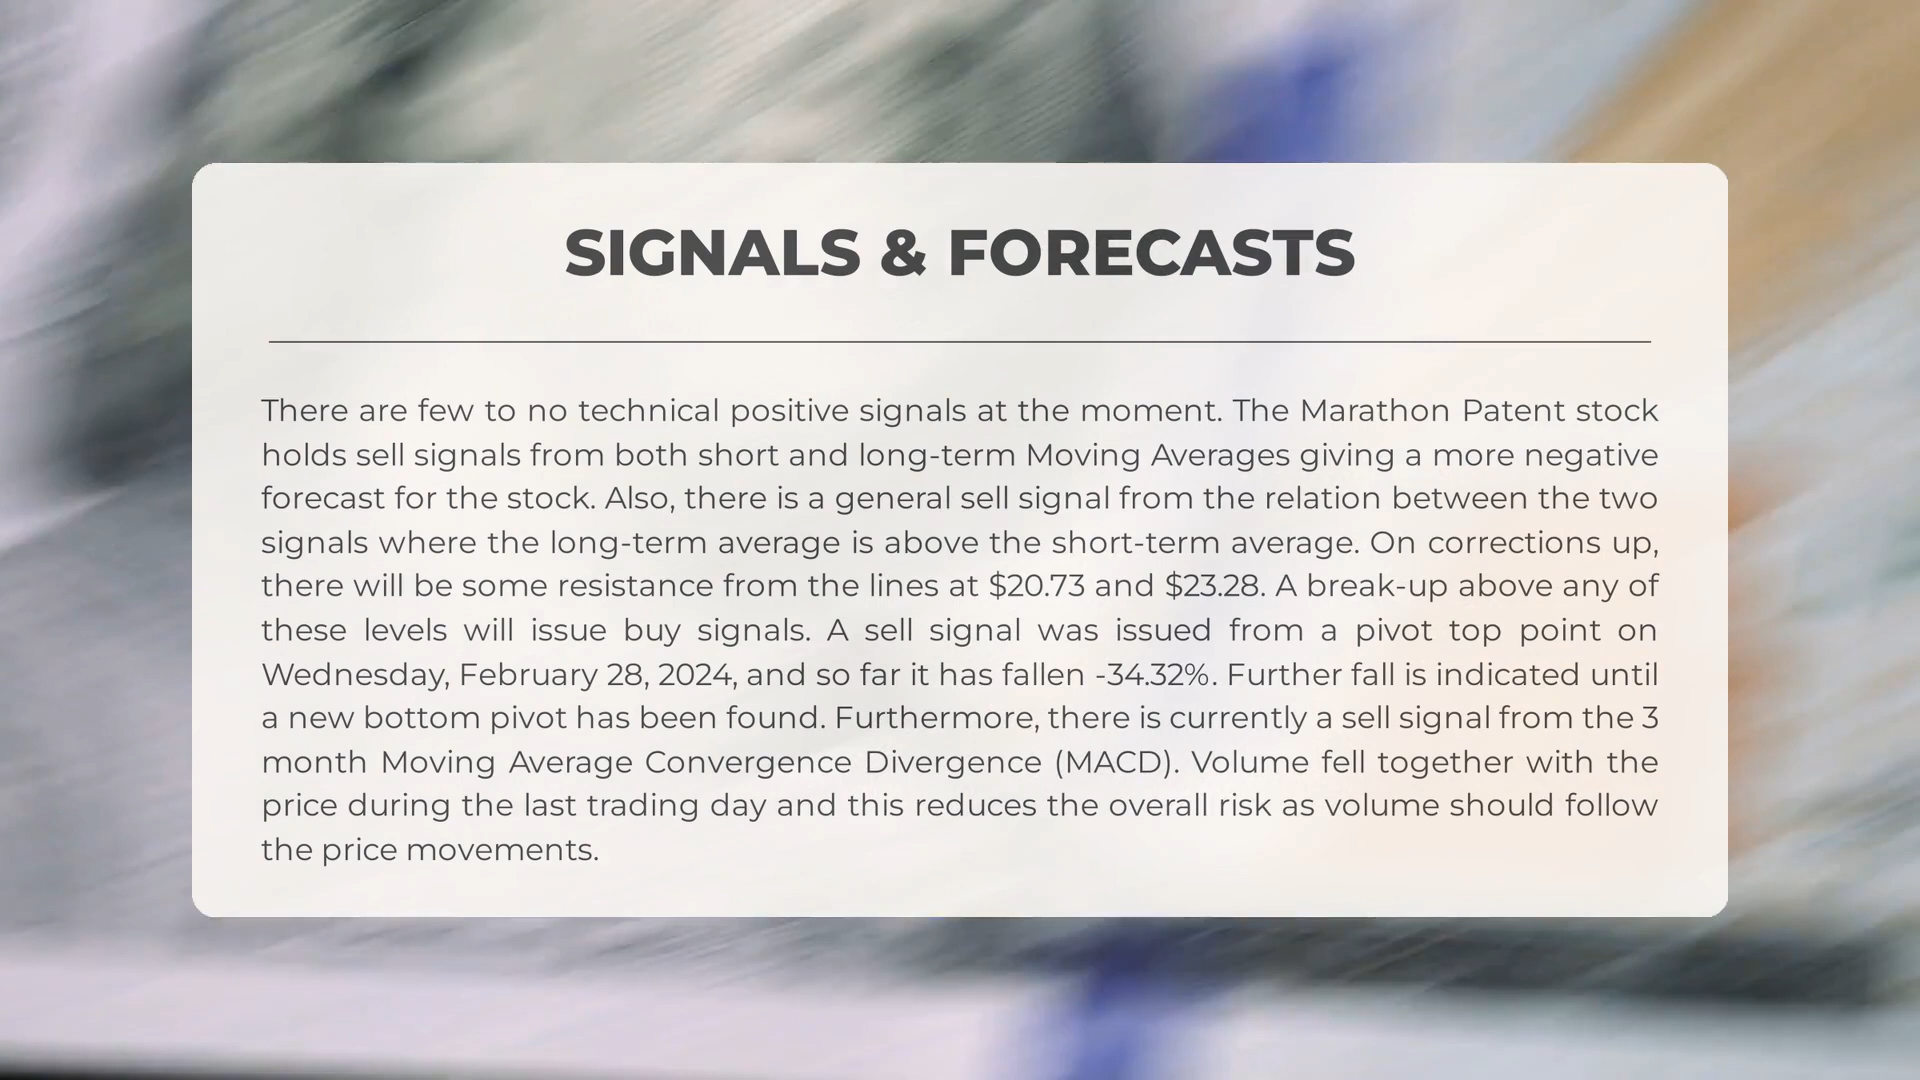 SIGNALS & FORECASTS
There are few to no technical positive signals at the moment. The Marathon Patent stock
holds sell signals from both short and long-term Moving Averages giving a more negative
forecast for the stock. Also, there is a general sell signal from the relation between the two
signals where the long-term average is above the short-term average. On corrections up,
there will be some resistance from the lines at $20.73 and $23.28. A break-up above any of
these levels will issue buy signals. A sell signal was issued from a pivot top point on
Wednesday, February 28, 2024, and so far it has fallen -34.32%. Further fall is indicated until
a new bottom pivot has been found. Furthermore, there is currently a sell signal from the 3
month Moving Average Convergence Divergence (MACD). Volume fell together with the
price during the last trading day and this reduces the overall risk as volume should follow
the price movements.